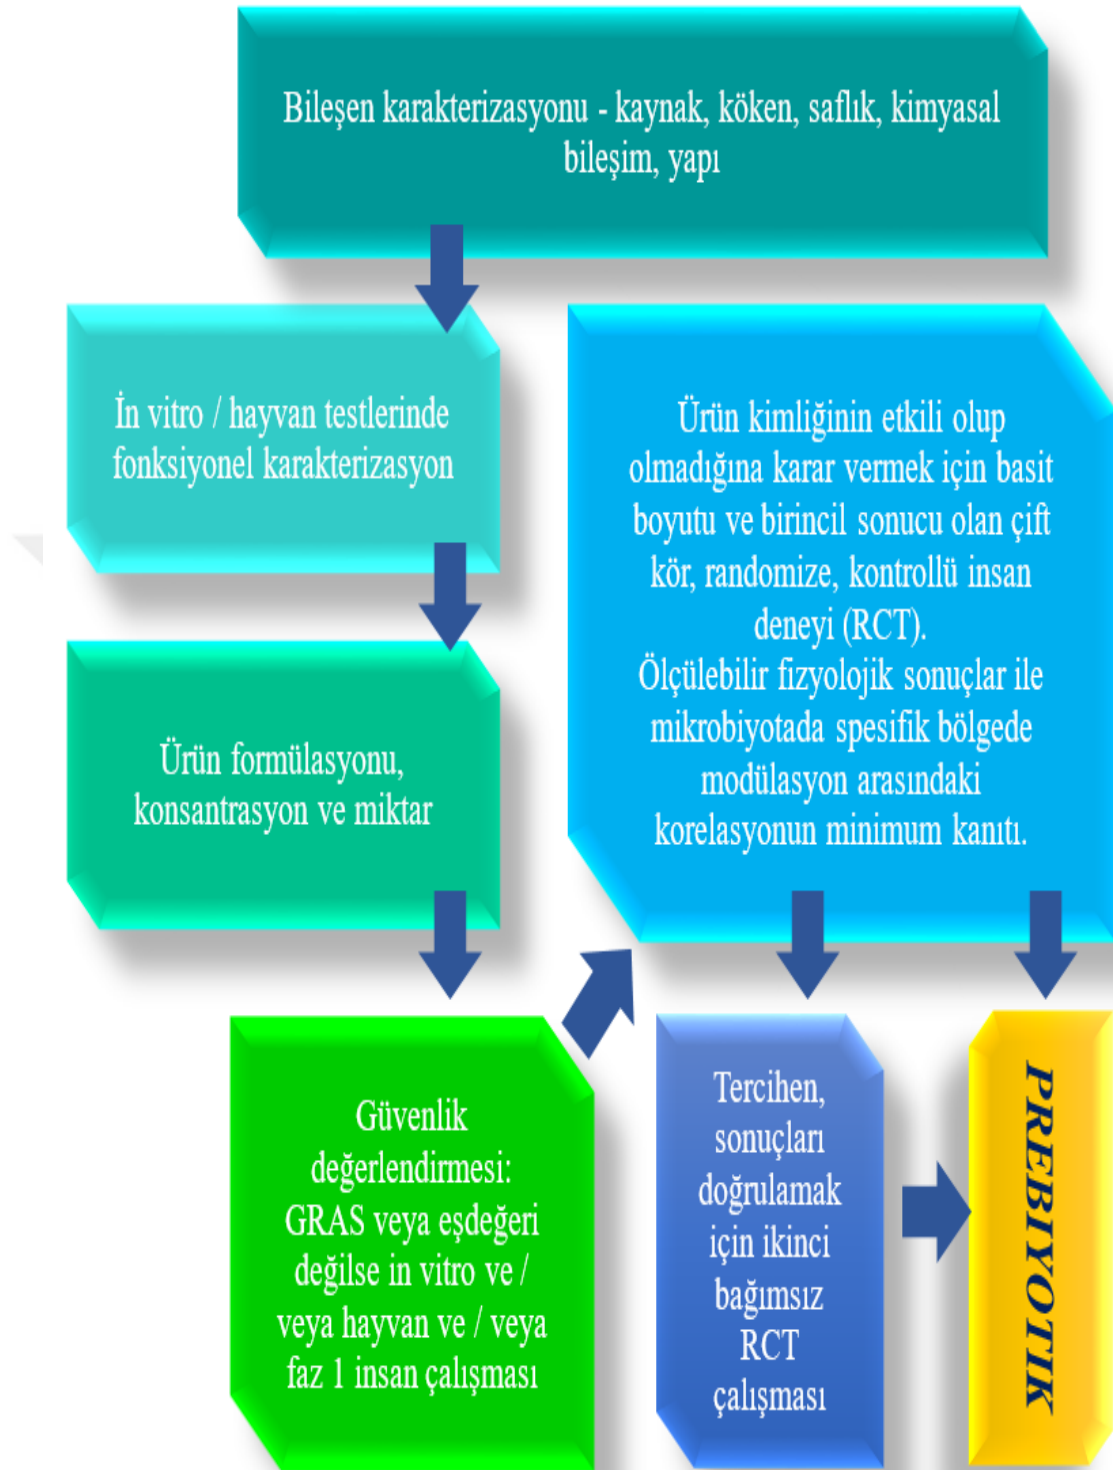 Bileşen karakterizasyonu - kaynak, köken, saflık, kimyasal
bileşim, yapı
İn vitro / hayvan testlerinde
fonksiyonel karakterizasyon
Ürün formülasyonu,
konsantrasyon ve miktar
Güvenlik
değerlendirmesi:
GRAS veya eşdeğeri
değilse in vitro ve /
veya hayvan ve / veya
faz 1 insan çalışması
Ürün kimliğinin etkili olup
olmadığına karar vermek için basit
boyutu ve birincil sonucu olan çift
kör, randomize, kontrollü insan
deneyi (RCT).
Ölçülebilir fizyolojik sonuçlar ile
mikrobiyotada spesifik bölgede
modülasyon arasındaki
korelasyonun minimum kanıtı.
Tercihen,
sonuçları
doğrulamak
için ikinci
bağımsız
RCT
çalışması
PREBIYOTIK